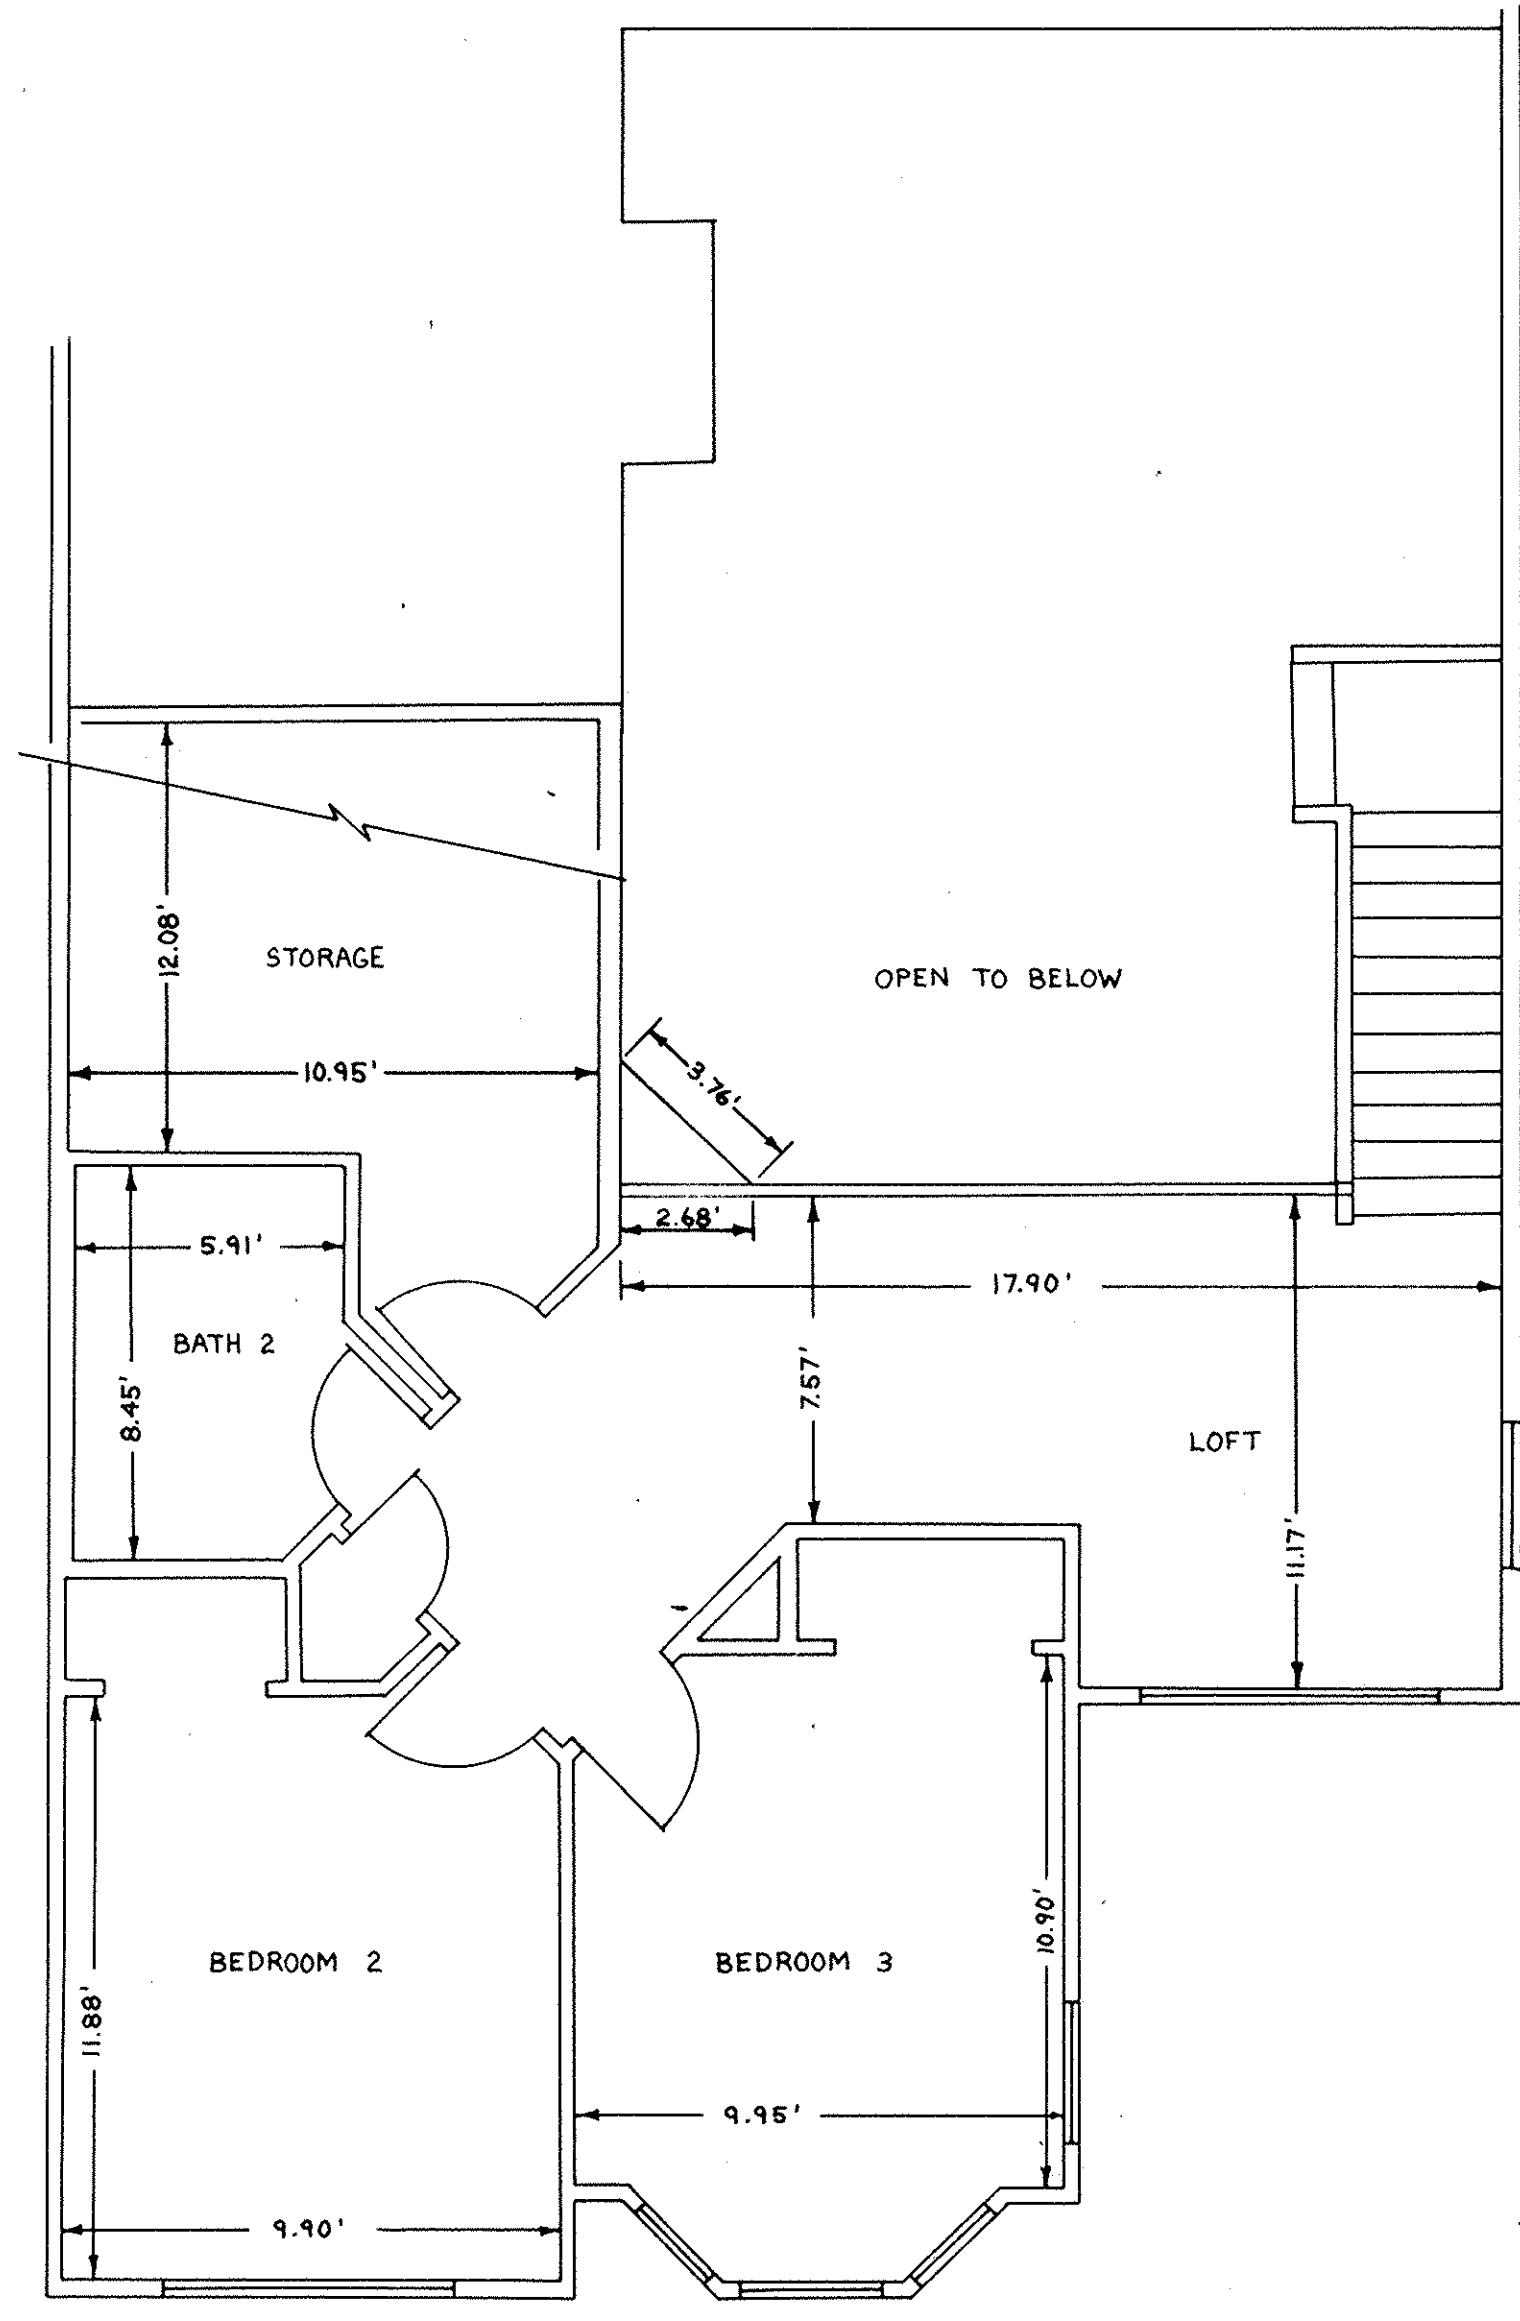 12.08'
STORAGE
OPEN TO BELOW
10.95'
3.76'
2.68'
5.91'
17.90'
BATH 2
7.57'
8.45'
LOFT
11.17'
10.90'
BEDROOM 2
BEDROOM 3
11.88'
9.95'
9.90'